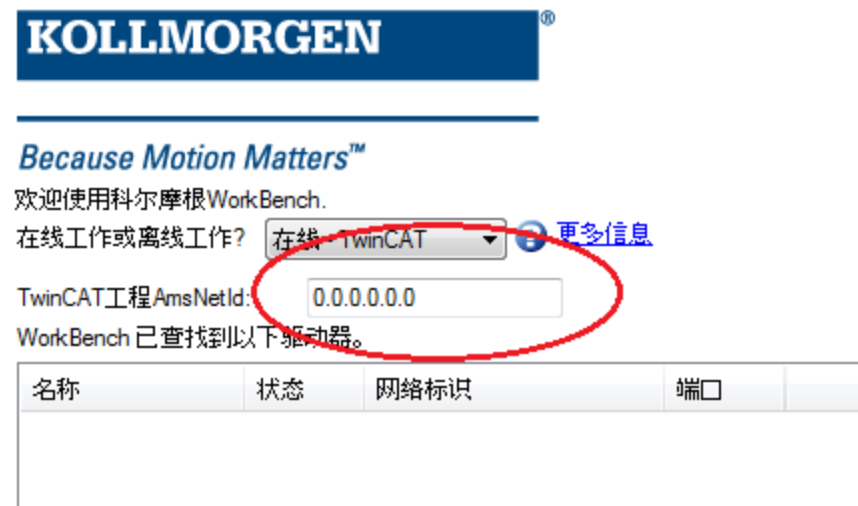 KOLLMORGEN®
Because Motion Matters™
欢迎使用科尔摩根WorkBench.
在线工作或离线工作? 在线 - TwinCAT 更多信息
TwinCAT工程AmsNetId: 0.0.0.0.0.0
WorkBench 已查找到以下驱动器。
名称 状态 网络标识 端口